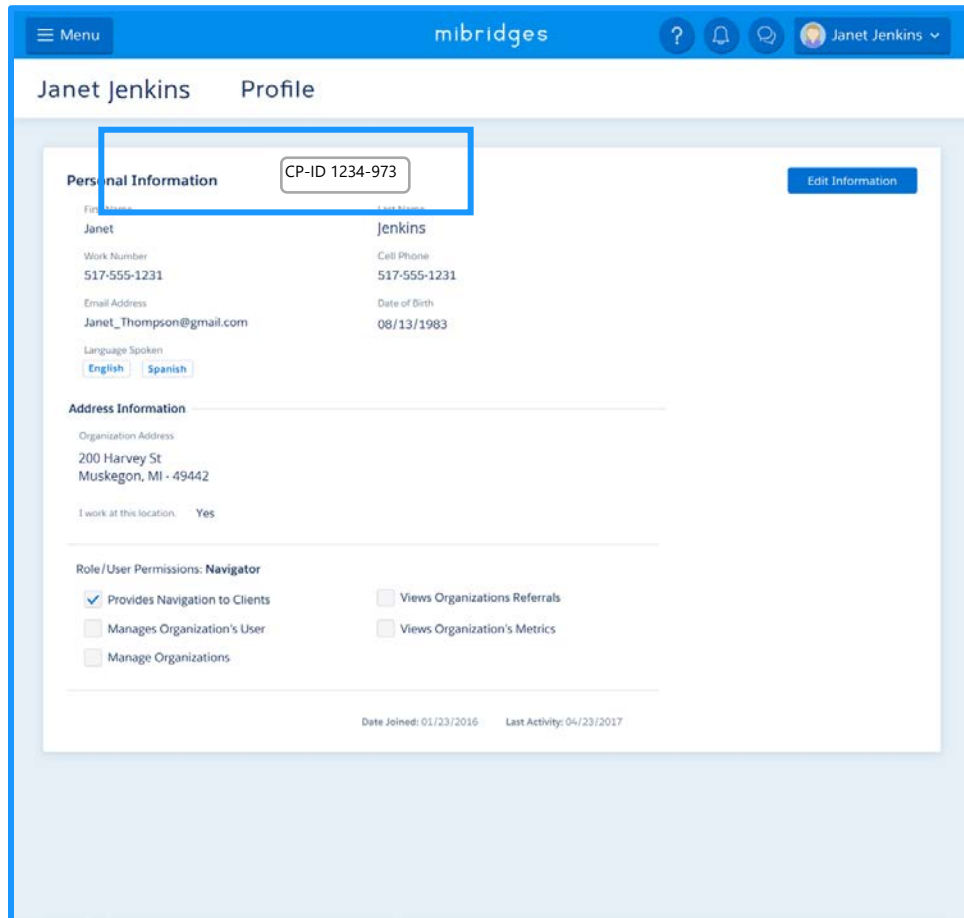 Menu
mibridges
?
Janet Jenkins
Janet Jenkins Profile
Personal Information
CP-ID 1234-973
Edit Information
First Name
Last Name
Janet
Jenkins
Work Number
Cell Phone
517-555-1231
517-555-1231
Email Address
Date of Birth
Janet_Thompson@gmail.com
08/13/1983
Language Spoken
English Spanish
Address Information
Organization Address
200 Harvey St
Muskegon, MI - 49442
I work at this location. Yes
Role/User Permissions: Navigator
Provides Navigation to Clients
Views Organizations Referrals
Manages Organization's User
Views Organization's Metrics
Manage Organizations
Date Joined: 01/23/2016 Last Activity: 04/23/2017